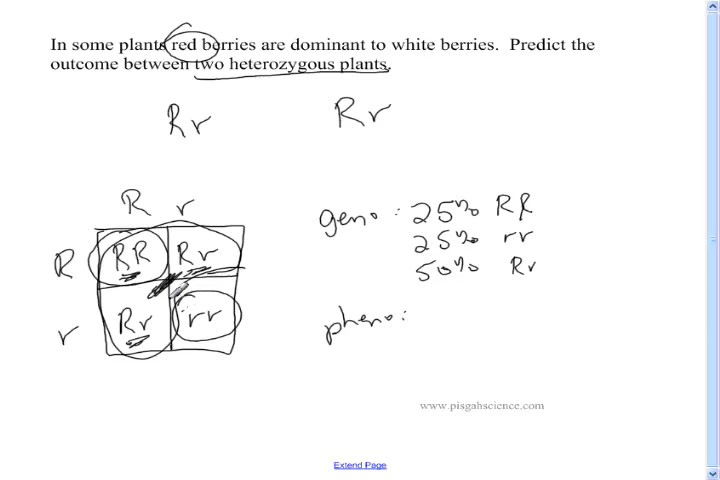 In some plants red berries are dominant to white berries. Predict the
outcome between two heterozygous plants.
Rr Rr
R r
geno: 25% RR
25% rr
50% Rr
R RR Rr
r Rr rr
pheno:
www.pisgahscience.com
Extend Page